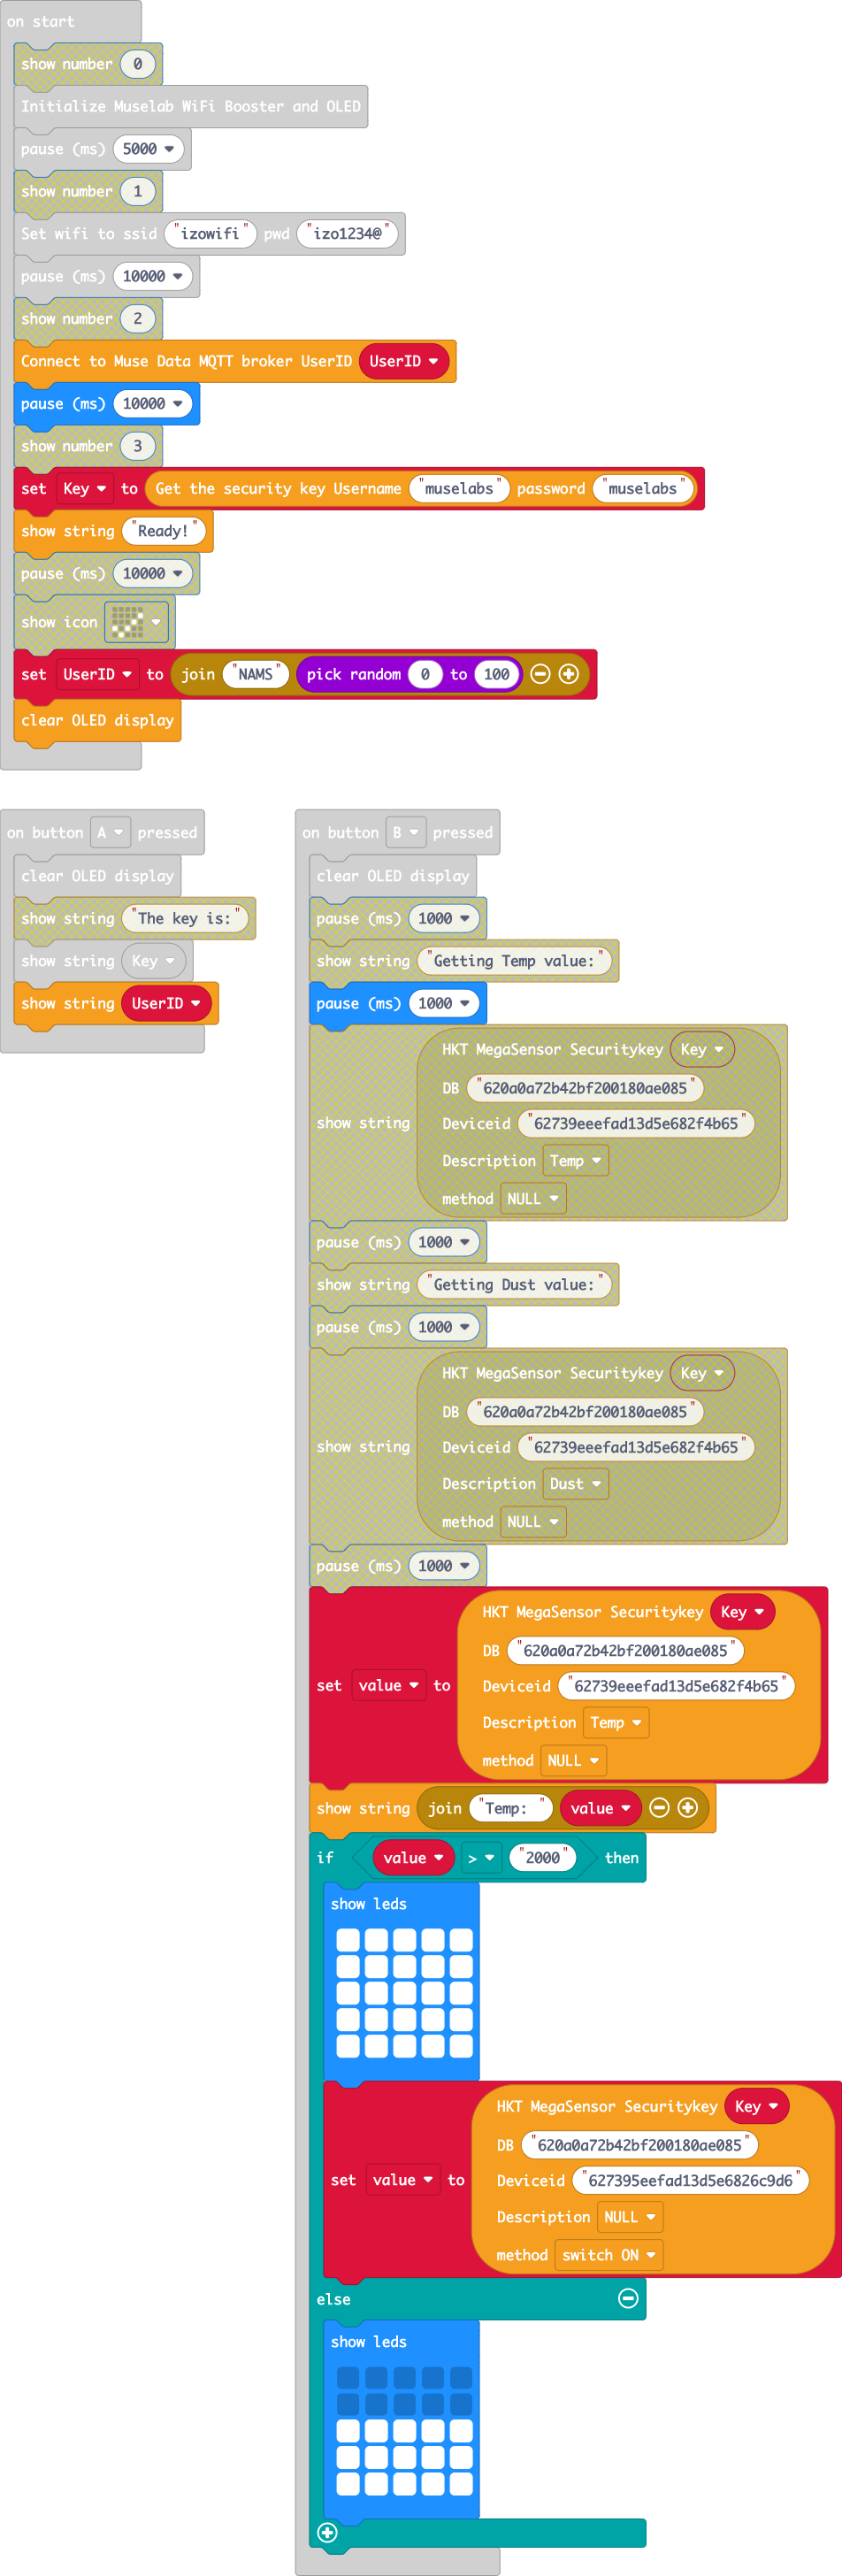 on start
show number 0
Initialize Muselab WiFi Booster and OLED
pause (ms) 5000
show number 1
Set wifi to ssid "izowifi" pwd "izo1234@"
pause (ms) 10000
show number 2
Connect to Muse Data MQTT broker UserID UserID
pause (ms) 10000
show number 3
set Key to Get the security key Username "muselabs" password "muselabs"
show string "Ready!"
pause (ms) 10000
show icon
set UserID to join "NAMS" pick random 0 to 100
clear OLED display
on button A pressed
clear OLED display
show string "The key is:"
show string Key
show string UserID
on button B pressed
clear OLED display
pause (ms) 1000
show string "Getting Temp value:"
pause (ms) 1000
show string
HKT MegaSensor Securitykey Key
DB "620a0a72b42bf200180ae085"
Deviceid "62739eeefad13d5e682f4b65"
Description Temp
method NULL
pause (ms) 1000
show string "Getting Dust value:"
pause (ms) 1000
show string
HKT MegaSensor Securitykey Key
DB "620a0a72b42bf200180ae085"
Deviceid "62739eeefad13d5e682f4b65"
Description Dust
method NULL
pause (ms) 1000
set value to
HKT MegaSensor Securitykey Key
DB "620a0a72b42bf200180ae085"
Deviceid "62739eeefad13d5e682f4b65"
Description Temp
method NULL
show string join "Temp: " value
if value > "2000" then
show leds
set value to
HKT MegaSensor Securitykey Key
DB "620a0a72b42bf200180ae085"
Deviceid "627395eefad13d5e6826c9d6"
Description NULL
method switch ON
else
show leds